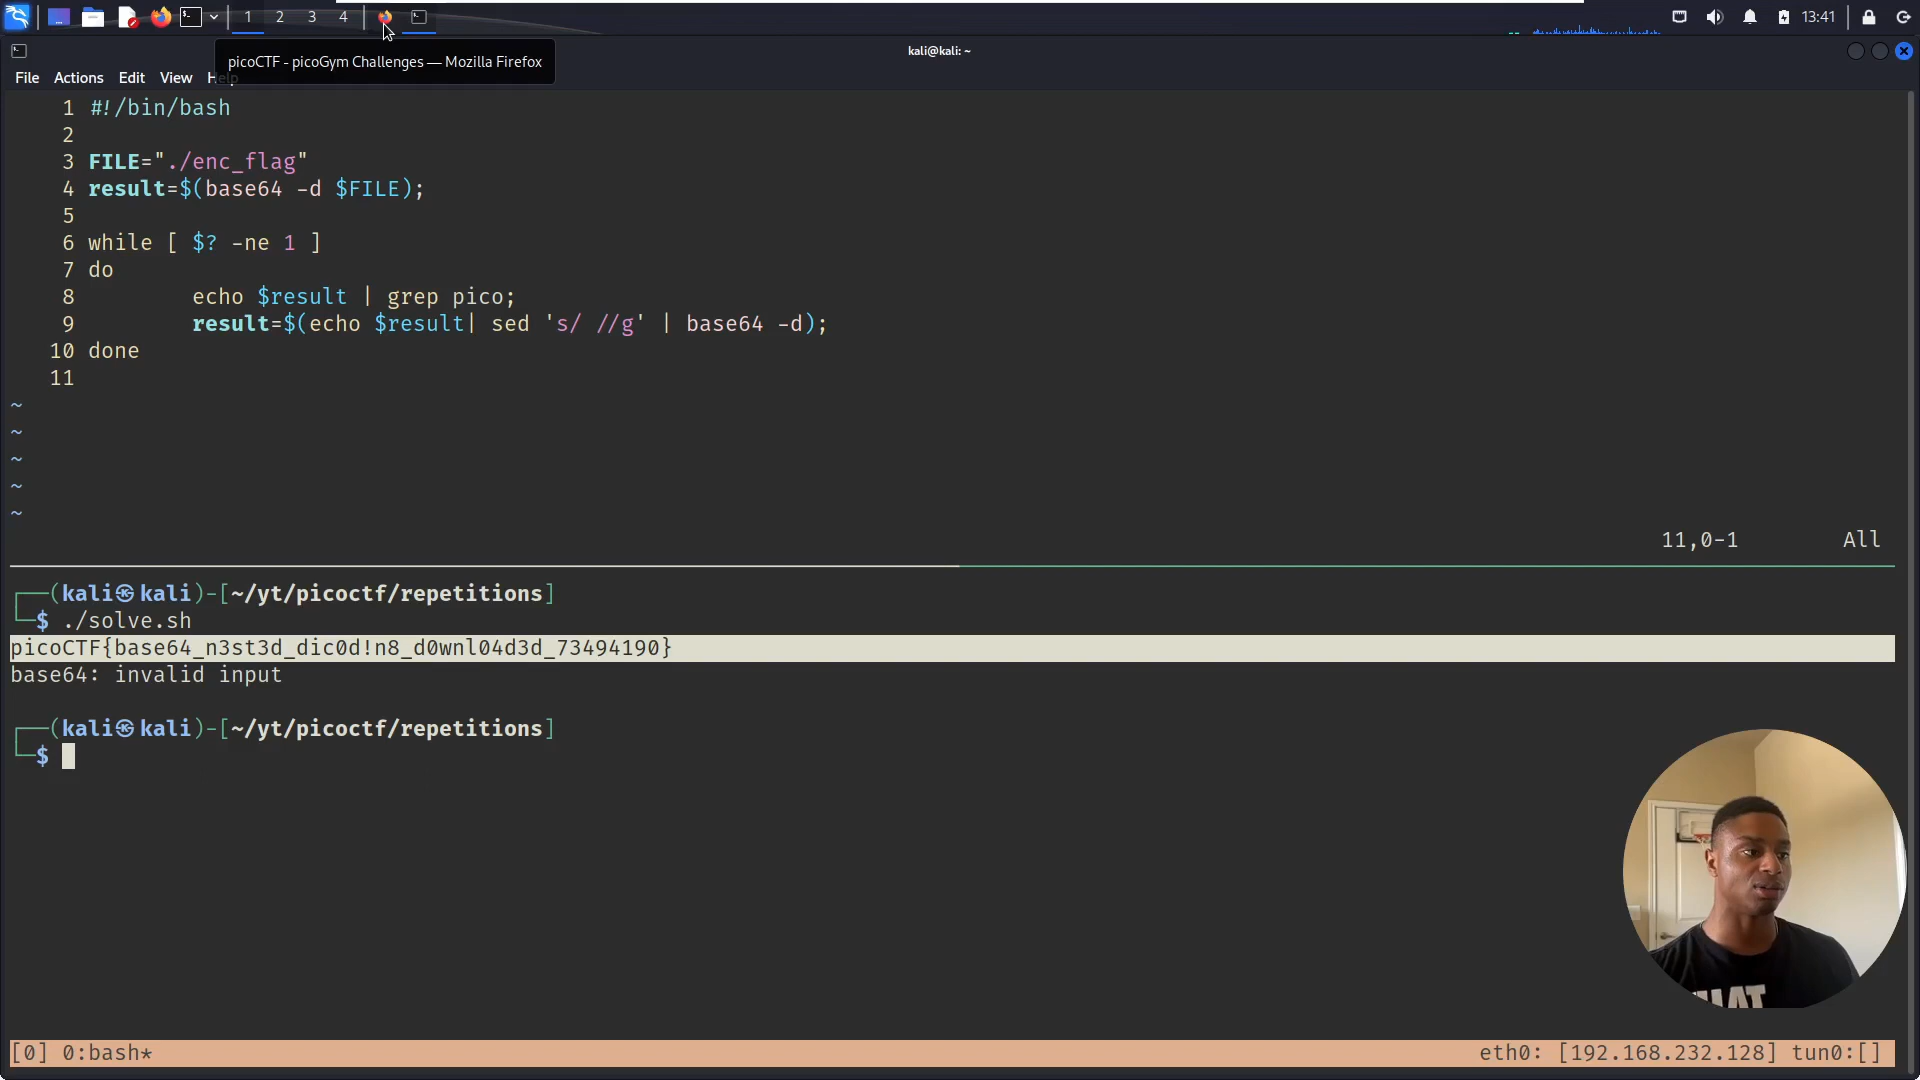 1 2 3 4
13:41
kali@kali: ~
picoCTF - picoGym Challenges — Mozilla Firefox
File Actions Edit View Help
1 #!/bin/bash
2
3 FILE="./enc_flag"
4 result=$(base64 -d $FILE);
5
6 while [ $? -ne 1 ]
7 do
8 echo $result | grep pico;
9 result=$(echo $result| sed 's/ //g' | base64 -d);
10 done
11
~
~
~
~
~
11,0-1 All
┌──(kali㉿kali)-[~/yt/picoctf/repetitions]
└─$ ./solve.sh
picoCTF{base64_n3st3d_dic0d!n8_d0wnl04d3d_73494190}
base64: invalid input
┌──(kali㉿kali)-[~/yt/picoctf/repetitions]
└─$
[0] 0:bash* eth0: [192.168.232.128] tun0:[]